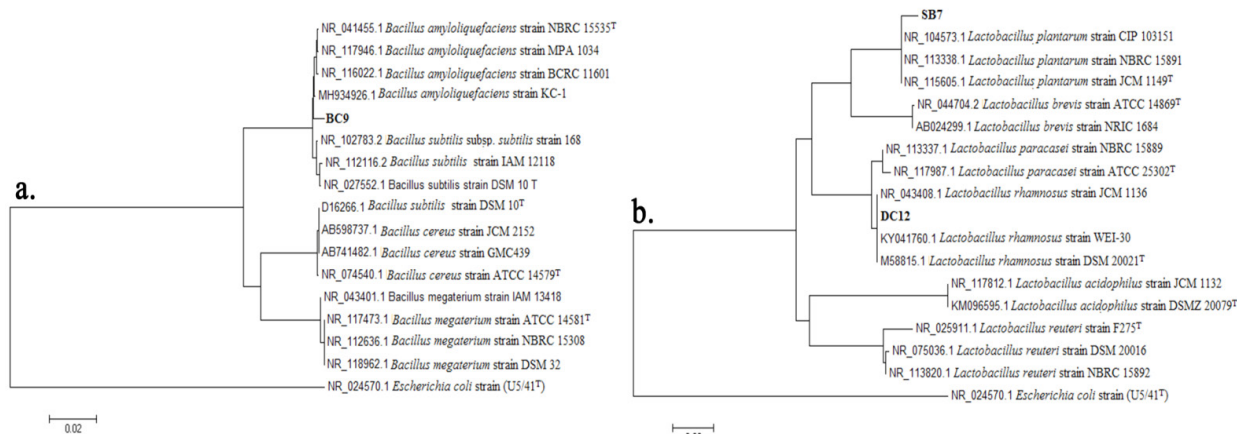 NR_041455.1 Bacillus amyloliquefaciens strain NBRC 15535T
NR_117946.1 Bacillus amyloliquefaciens strain MPA 1034
NR_116022.1 Bacillus amyloliquefaciens strain BCRC 11601
MH934926.1 Bacillus amyloliquefaciens strain KC-1
BC9
NR_102783.2 Bacillus subtilis subsp. subtilis strain 168
NR_112116.2 Bacillus subtilis strain IAM 12118
NR_027552.1 Bacillus subtilis strain DSM 10 T
a.
D16266.1 Bacillus subtilis strain DSM 10T
AB598737.1 Bacillus cereus strain JCM 2152
AB741482.1 Bacillus cereus strain GMC439
NR_074540.1 Bacillus cereus strain ATCC 14579T
NR_043401.1 Bacillus megaterium strain IAM 13418
NR_117473.1 Bacillus megaterium strain ATCC 14581T
NR_112636.1 Bacillus megaterium strain NBRC 15308
NR_118962.1 Bacillus megaterium strain DSM 32
NR_024570.1 Escherichia coli strain (U5/41T)
0.02
SB7
NR_104573.1 Lactobacillus plantarum strain CIP 103151
NR_113338.1 Lactobacillus plantarum strain NBRC 15891
NR_115605.1 Lactobacillus plantarum strain JCM 1149T
NR_044704.2 Lactobacillus brevis strain ATCC 14869T
AB024299.1 Lactobacillus brevis strain NRIC 1684
NR_113337.1 Lactobacillus paracasei strain NBRC 15889
NR_117987.1 Lactobacillus paracasei strain ATCC 25302T
NR_043408.1 Lactobacillus rhamnosus strain JCM 1136
b.
DC12
KY041760.1 Lactobacillus rhamnosus strain WEI-30
M58815.1 Lactobacillus rhamnosus strain DSM 20021T
NR_117812.1 Lactobacillus acidophilus strain JCM 1132
KM096595.1 Lactobacillus acidophilus strain DSMZ 20079T
NR_025911.1 Lactobacillus reuteri strain F275T
NR_075036.1 Lactobacillus reuteri strain DSM 20016
NR_113820.1 Lactobacillus reuteri strain NBRC 15892
NR_024570.1 Escherichia coli strain (U5/41T)